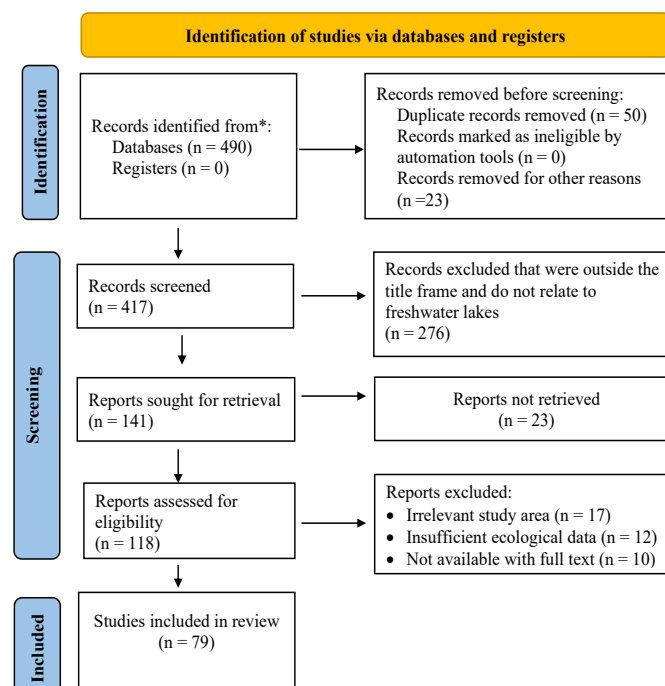 Identification of studies via databases and registers
Identification
Records identified from*:
Databases (n = 490)
Registers (n = 0)
Records removed before screening:
Duplicate records removed (n = 50)
Records marked as ineligible by
automation tools (n = 0)
Records removed for other reasons
(n =23)
Screening
Records screened
(n = 417)
Records excluded that were outside the
title frame and do not relate to
freshwater lakes
(n = 276)
Reports sought for retrieval
(n = 141)
Reports not retrieved
(n = 23)
Reports assessed for
eligibility
(n = 118)
Reports excluded:
• Irrelevant study area (n = 17)
• Insufficient ecological data (n = 12)
• Not available with full text (n = 10)
Included
Studies included in review
(n = 79)